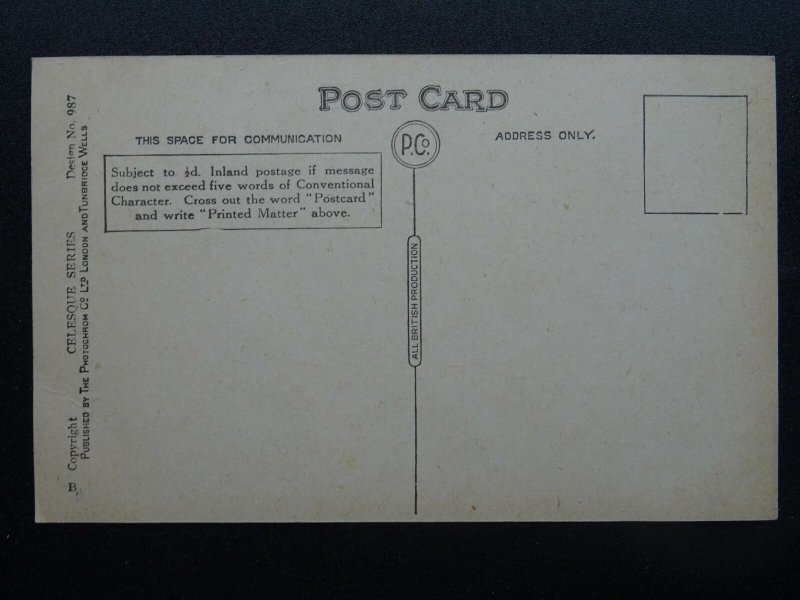 POST CARD
THIS SPACE FOR COMMUNICATION
P.Co.
ADDRESS ONLY.
Subject to ½d. Inland postage if message
does not exceed five words of Conventional
Character. Cross out the word "Postcard"
and write "Printed Matter" above.
ALL BRITISH PRODUCTION
B Copyright CELESQUE SERIES Design No. 987
PUBLISHED BY THE PHOTOCHROM Co LTD LONDON AND TUNBRIDGE WELLS